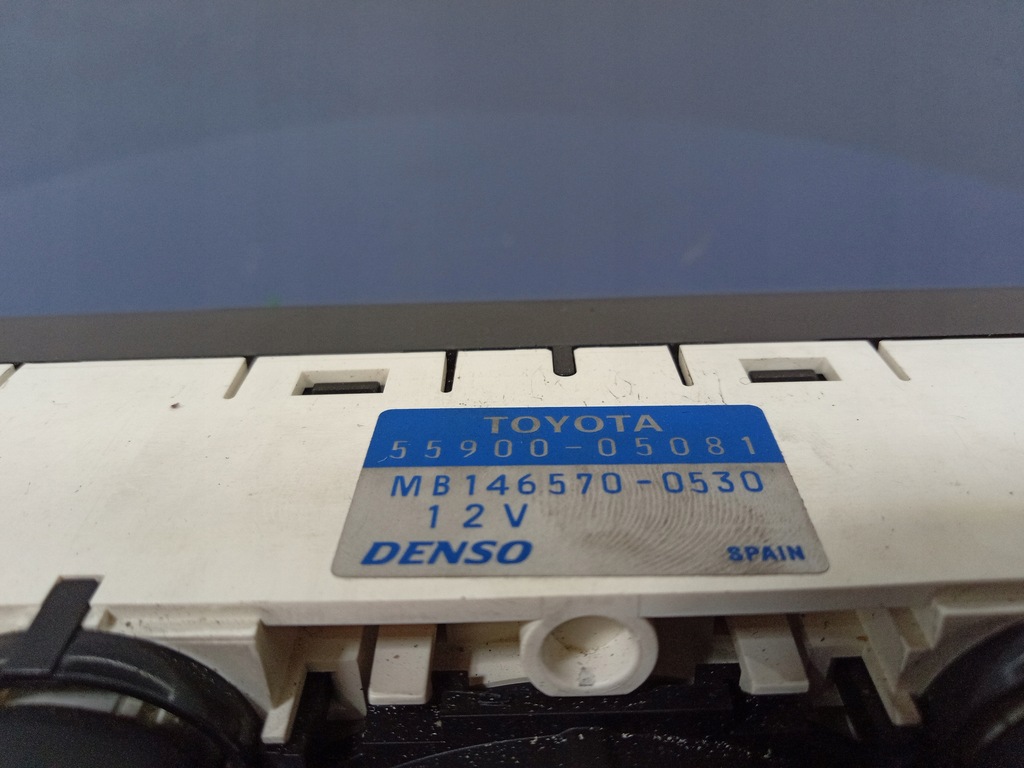 TOYOTA
55900-05081
MB146570-0530
12V
DENSO SPAIN